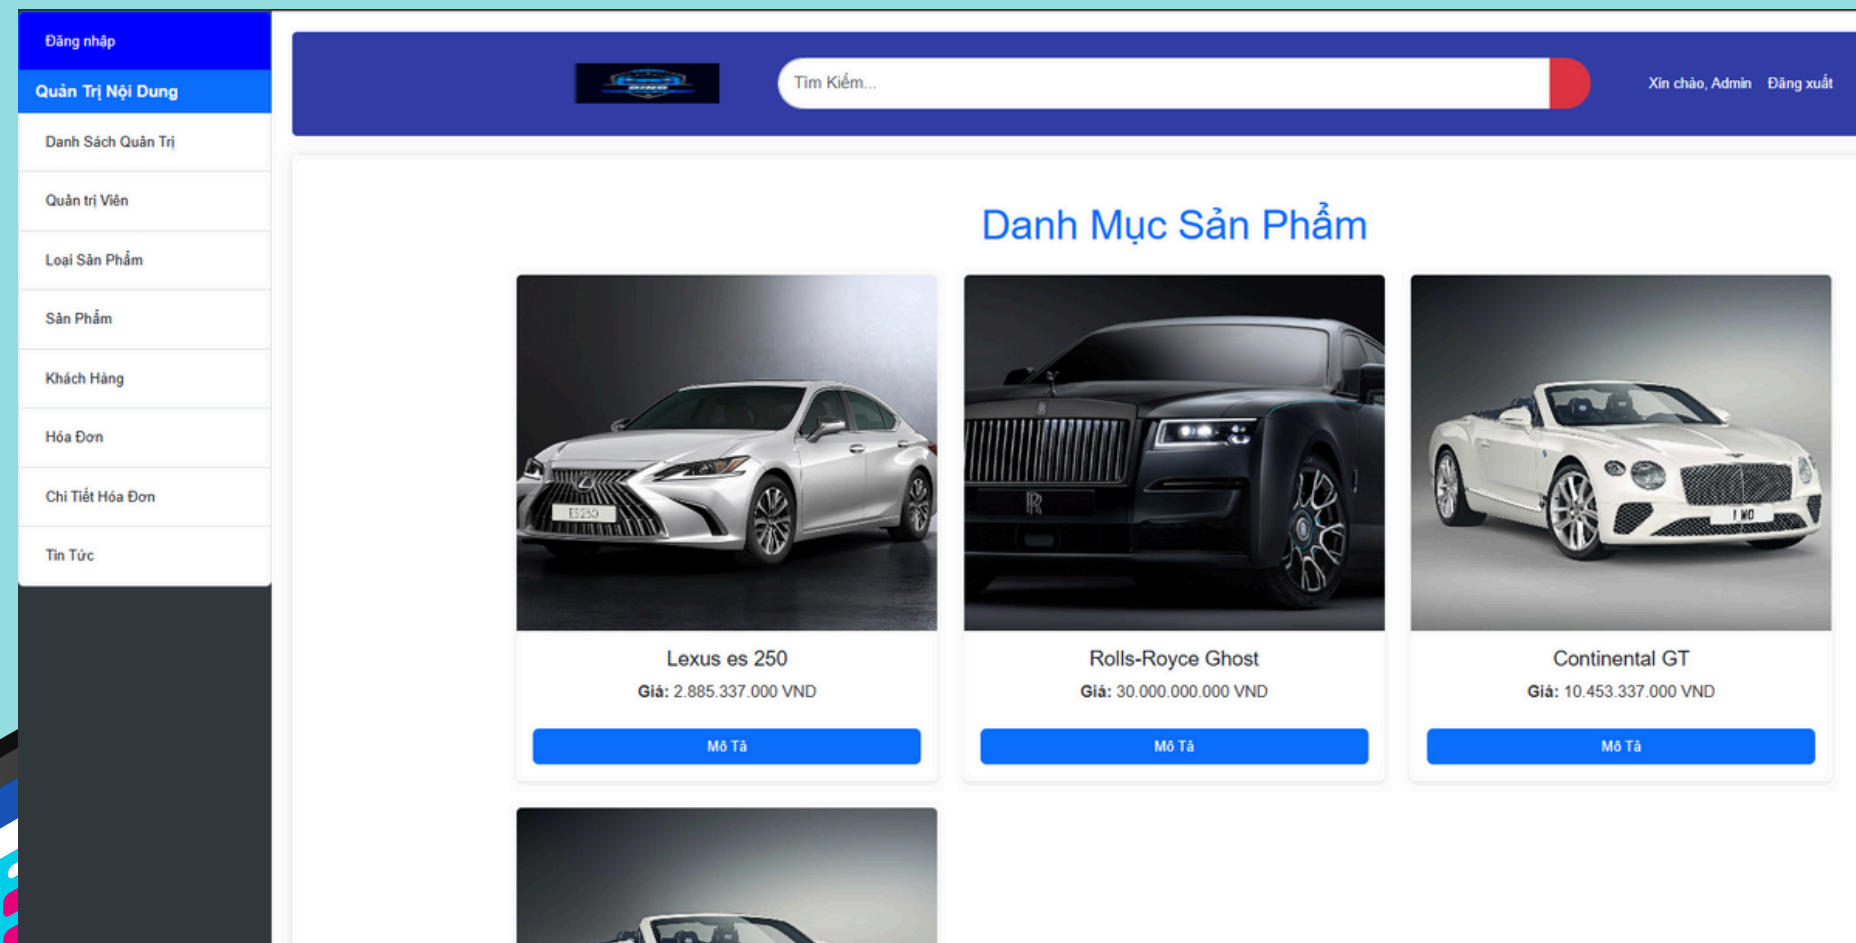 Đăng nhập
Quản Trị Nội Dung
Danh Sách Quản Trị
Quản trị Viên
Loại Sản Phẩm
Sản Phẩm
Khách Hàng
Hóa Đơn
Chi Tiết Hóa Đơn
Tin Tức
Tìm Kiếm...
Xin chào, Admin Đăng xuất
Danh Mục Sản Phẩm
ES250
1 WO
Lexus es 250
Giá: 2.885.337.000 VND
Mô Tả
Rolls-Royce Ghost
Giá: 30.000.000.000 VND
Mô Tả
Continental GT
Giá: 10.453.337.000 VND
Mô Tả